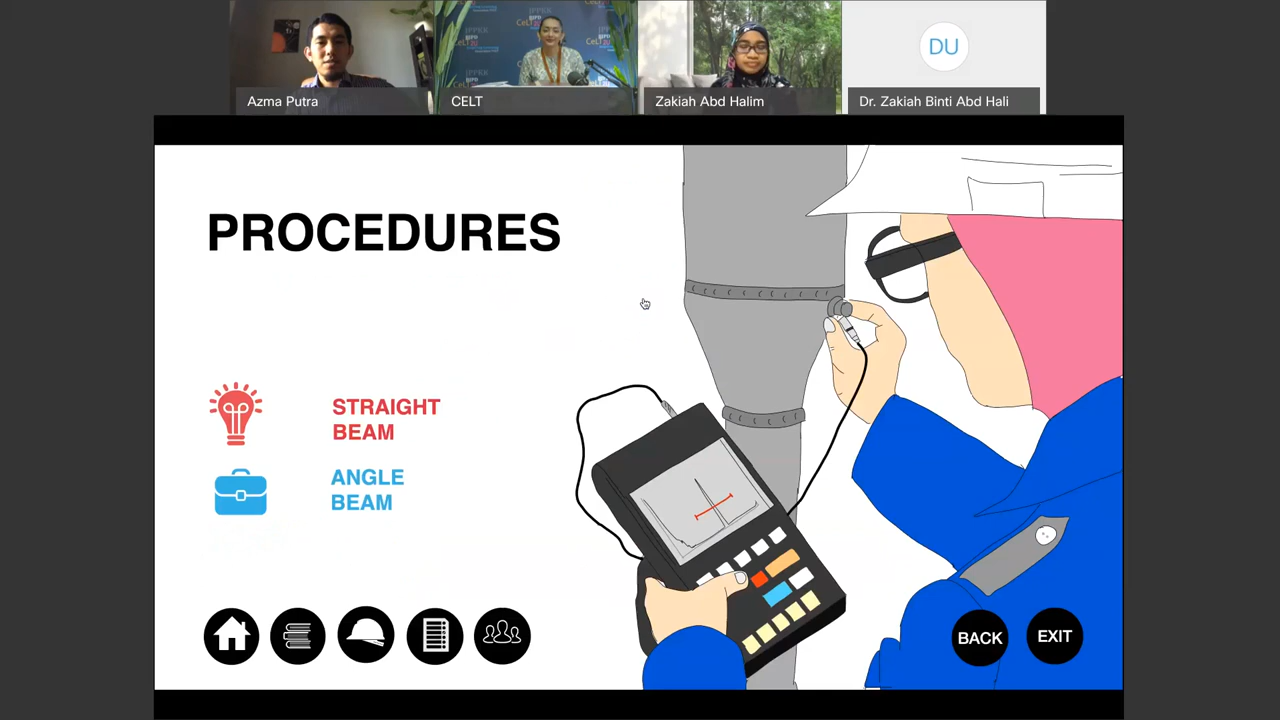 Azma Putra
CELT
Zakiah Abd Halim
DU
Dr. Zakiah Binti Abd Hali
PROCEDURES
STRAIGHT
BEAM
ANGLE
BEAM
BACK
EXIT